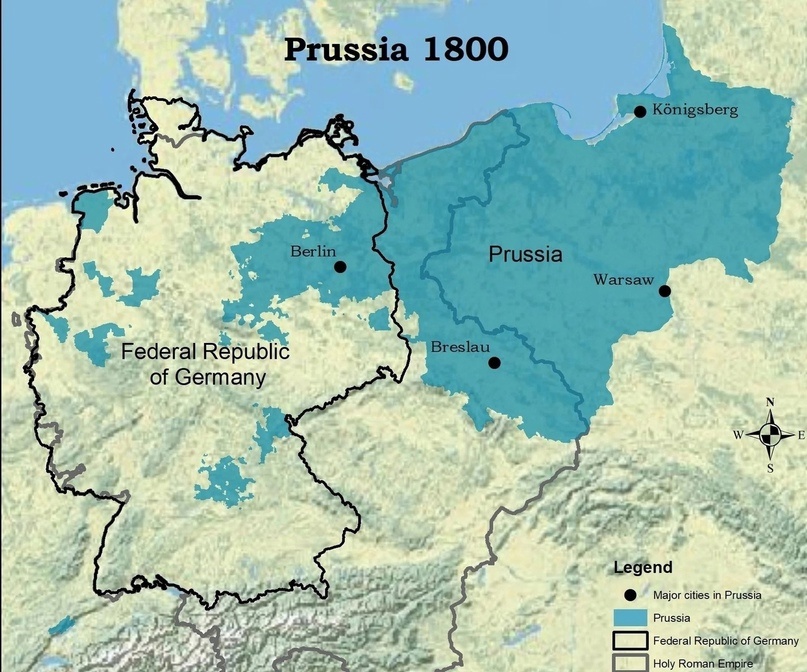 Prussia 1800
Königsberg
Berlin
Prussia
Warsaw
Breslau
Federal Republic
of Germany
N
W E
S
Legend
Major cities in Prussia
Prussia
Federal Republic of Germany
Holy Roman Empire